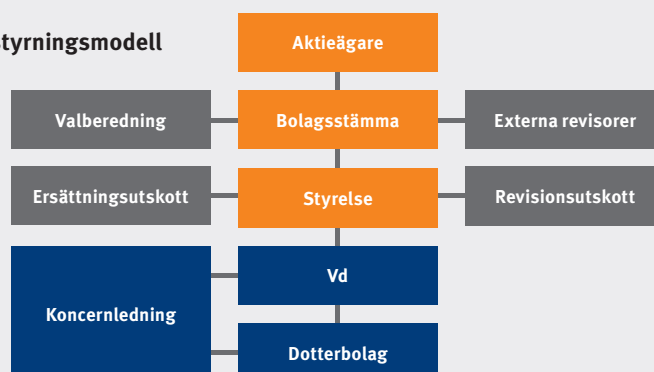 tyrningsmodell
Aktieägare
Valberedning
Bolagsstämma
Externa revisorer
Ersättningsutskott
Styrelse
Revisionsutskott
Vd
Koncernledning
Dotterbolag